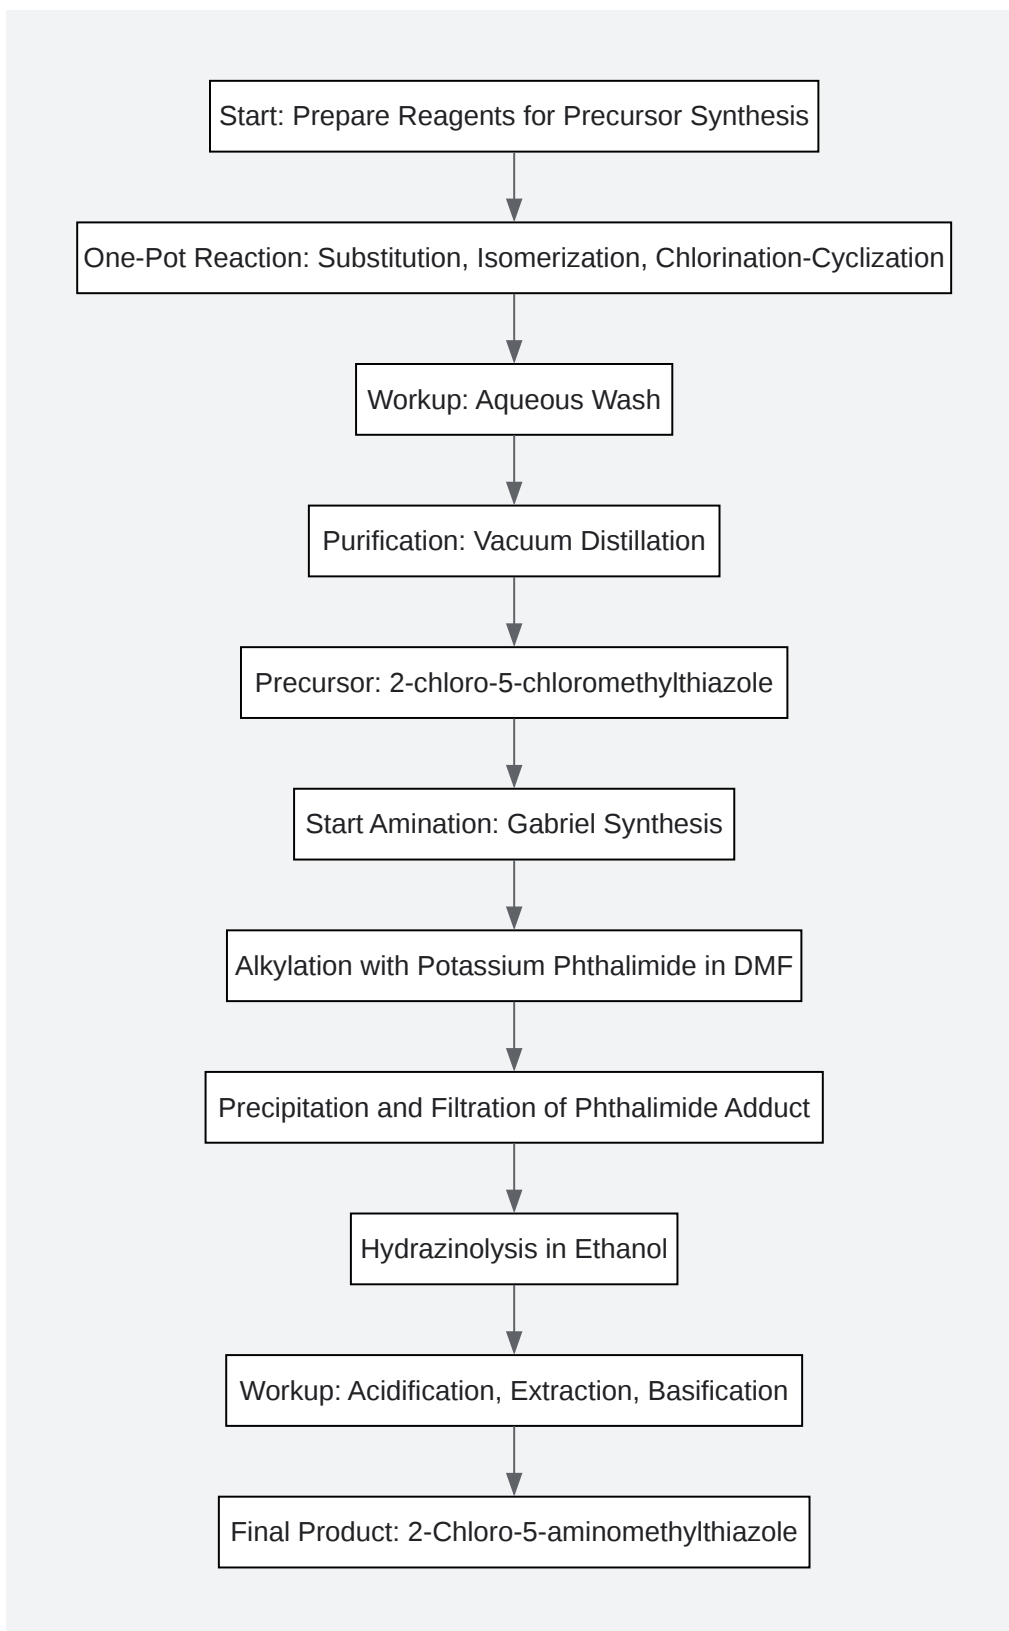 Start: Prepare Reagents for Precursor Synthesis
One-Pot Reaction: Substitution, Isomerization, Chlorination-Cyclization
Workup: Aqueous Wash
Purification: Vacuum Distillation
Precursor: 2-chloro-5-chloromethylthiazole
Start Amination: Gabriel Synthesis
Alkylation with Potassium Phthalimide in DMF
Precipitation and Filtration of Phthalimide Adduct
Hydrazinolysis in Ethanol
Workup: Acidification, Extraction, Basification
Final Product: 2-Chloro-5-aminomethylthiazole